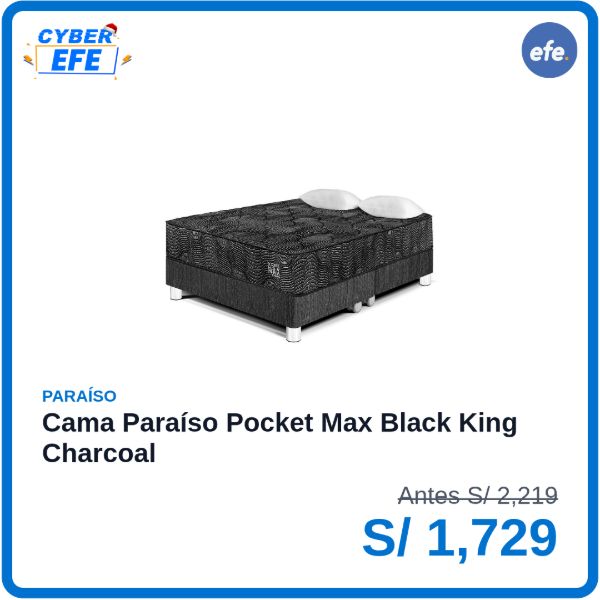 CYBER
EFE
efe.
PARAÍSO
Cama Paraíso Pocket Max Black King
Charcoal
Antes S/ 2,219
S/ 1,729